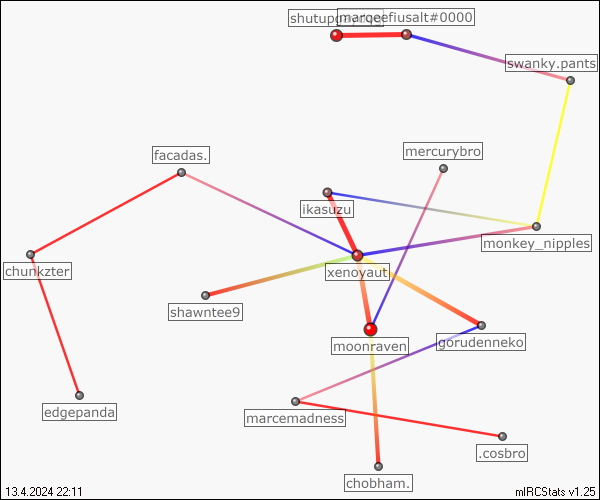 marqeefiusalt#0000
swanky.pants
mercurybro
facadas.
ikasuzu
monkey_nipples
chunkzter
xenoyaut
shawntee9
moonraven
gorudenneko
edgepanda
marcemadness
.cosbro
chobham.
13.4.2024 22:11
mIRCStats v1.25